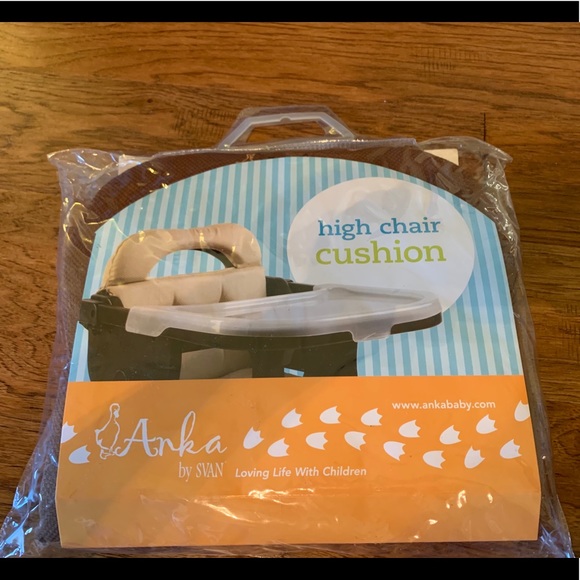 high chair
cushion
www.ankababy.com
Anka
by SVAN
Loving Life With Children